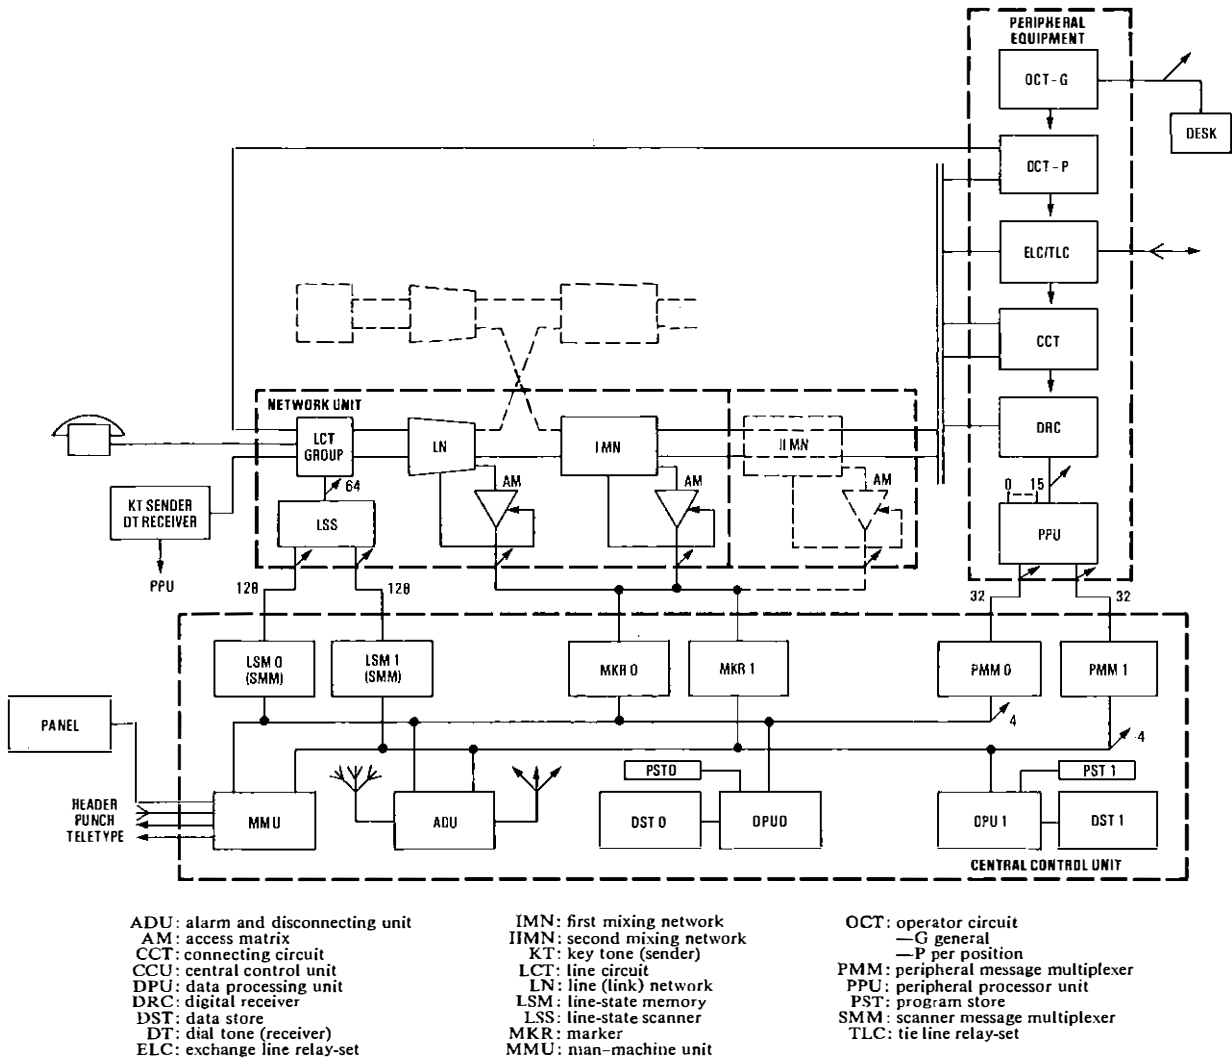 PERIPHERAL
EQUIPMENT
OCT-G
DESK
OCT-P
ELC/TLC
CCT
DRC
0 15
PPU
32 32
NETWORK UNIT
LCT
GROUP
LN
IMN
IIMN
AM
AM
AM
64
LSS
KT SENDER
DT RECEIVER
PPU
128 128
LSM 0
(SMM)
LSM 1
(SMM)
MKR 0
MKR 1
PMM 0
PMM 1
4
4
PANEL
HEADER
PUNCH
TELETYPE
MMU
ADU
PST0
DST 0
DPU0
PST 1
DPU 1
DST 1
CENTRAL CONTROL UNIT
ADU: alarm and disconnecting unit
AM: access matrix
CCT: connecting circuit
CCU: central control unit
DPU: data processing unit
DRC: digital receiver
DST: data store
DT: dial tone (receiver)
ELC: exchange line relay-set
IMN: first mixing network
IIMN: second mixing network
KT: key tone (sender)
LCT: line circuit
LN: line (link) network
LSM: line-state memory
LSS: line-state scanner
MKR: marker
MMU: man–machine unit
OCT: operator circuit
—G general
—P per position
PMM: peripheral message multiplexer
PPU: peripheral processor unit
PST: program store
SMM: scanner message multiplexer
TLC: tie line relay-set